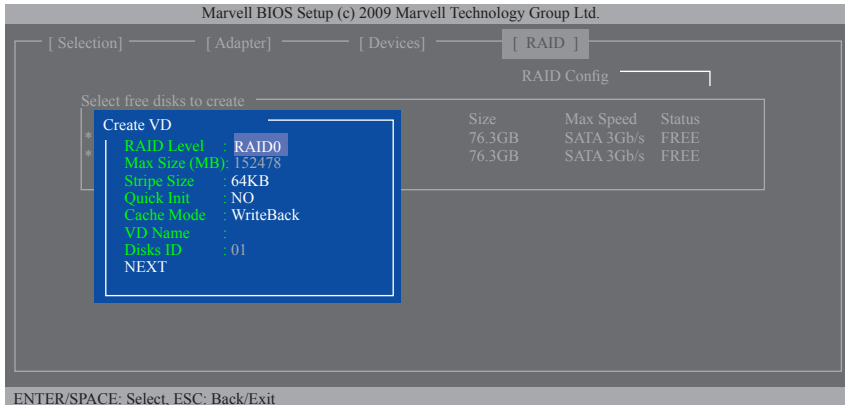 Marvell BIOS Setup (c) 2009 Marvell Technology Group Ltd.
[ Selection] [ Adapter] [ Devices] [ RAID ]
RAID Config
Select free disks to create
Size Max Speed Status
* 76.3GB SATA 3Gb/s FREE
* 76.3GB SATA 3Gb/s FREE
Create VD
RAID Level : RAID0
Max Size (MB): 152478
Stripe Size : 64KB
Quick Init : NO
Cache Mode : WriteBack
VD Name :
Disks ID : 01
NEXT
ENTER/SPACE: Select, ESC: Back/Exit